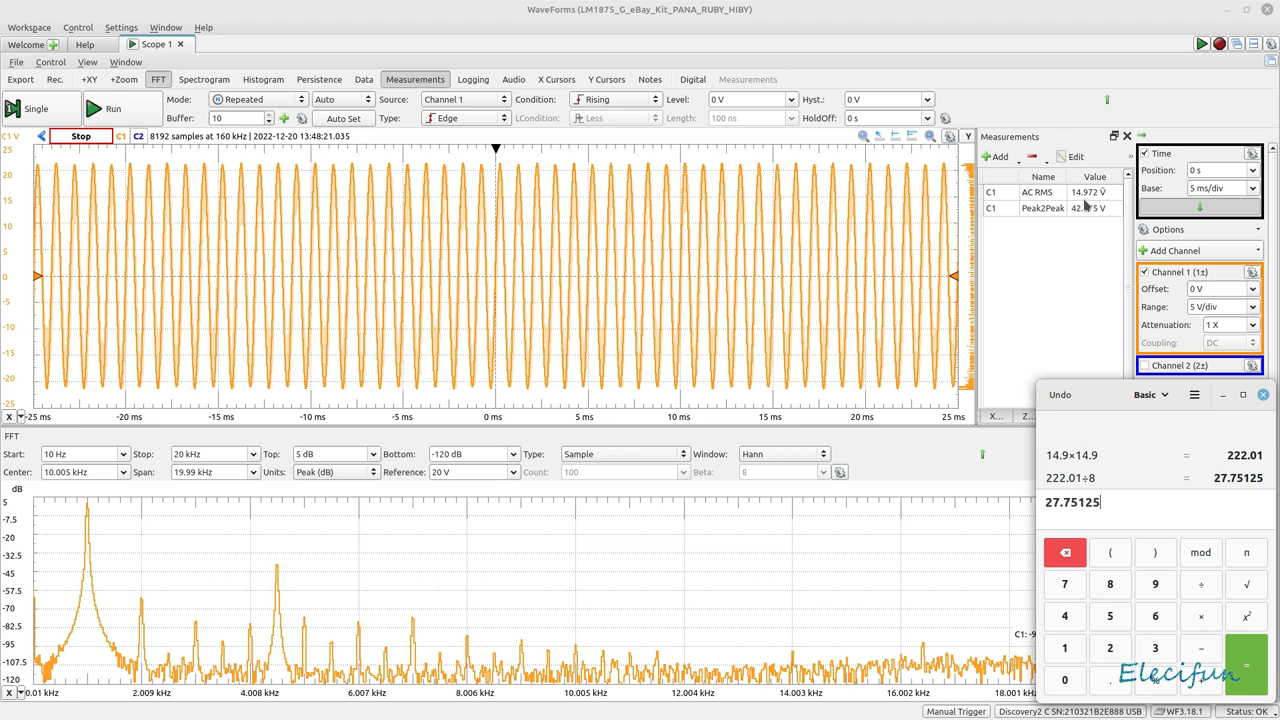 WaveForms (LM1875_G_eBay_Kit_PANA_RUBY_HIBY)
Workspace Control Settings Window Help
Welcome Help Scope 1
File Control View Window
Export Rec. +XY +Zoom FFT Spectrogram Histogram Persistence Data Measurements Logging Audio X Cursors Y Cursors Notes Digital Measurements
Single Run Mode: Repeated Auto Source: Channel 1 Condition: Rising Level: 0 V Hyst.: 0 V
Buffer: 10 Auto Set Type: Edge LCondition: Less Length: 100 ns HoldOff: 0 s
C1 V Stop C1 C2 8192 samples at 160 kHz | 2022-12-20 13:48:21.035 Y
25
20
15
10
5
0
-5
-10
-15
-20
-25
X -25 ms -20 ms -15 ms -10 ms -5 ms 0 ms 5 ms 10 ms 15 ms 20 ms 25 ms
Measurements
Add Edit »
Name Value
C1 AC RMS 14.972 V
C1 Peak2Peak
X... Z...
Time
Position: 0 s
Base: 5 ms/div
Options
Add Channel
Channel 1 (1±)
Offset: 0 V
Range: 5 V/div
Attenuation: 1 X
Coupling: DC
Channel 2 (2±)
FFT
Start: 10 Hz Stop: 20 kHz Top: 5 dB Bottom: -120 dB Type: Sample Window: Hann
Center: 10.005 kHz Span: 19.99 kHz Units: Peak (dB) Reference: 20 V Count: 100 Beta: 8
dB
5
-7.5
-20
-32.5
-45
-57.5
-70
-82.5
-95
-107.5
-120
C1: -9
X 0.01 kHz 2.009 kHz 4.008 kHz 6.007 kHz 8.006 kHz 10.005 kHz 12.004 kHz 14.003 kHz 16.002 kHz 18.001 kHz
Undo Basic
14.9×14.9 = 222.01
222.01÷8 = 27.75125
27.75125
( ) mod π
7 8 9 ÷ √
4 5 6 × x²
1 2 3 − =
0 . % +
Elecifun
Manual Trigger Discovery2 C SN:210321B2E888 USB WF3.18.1 Status: OK